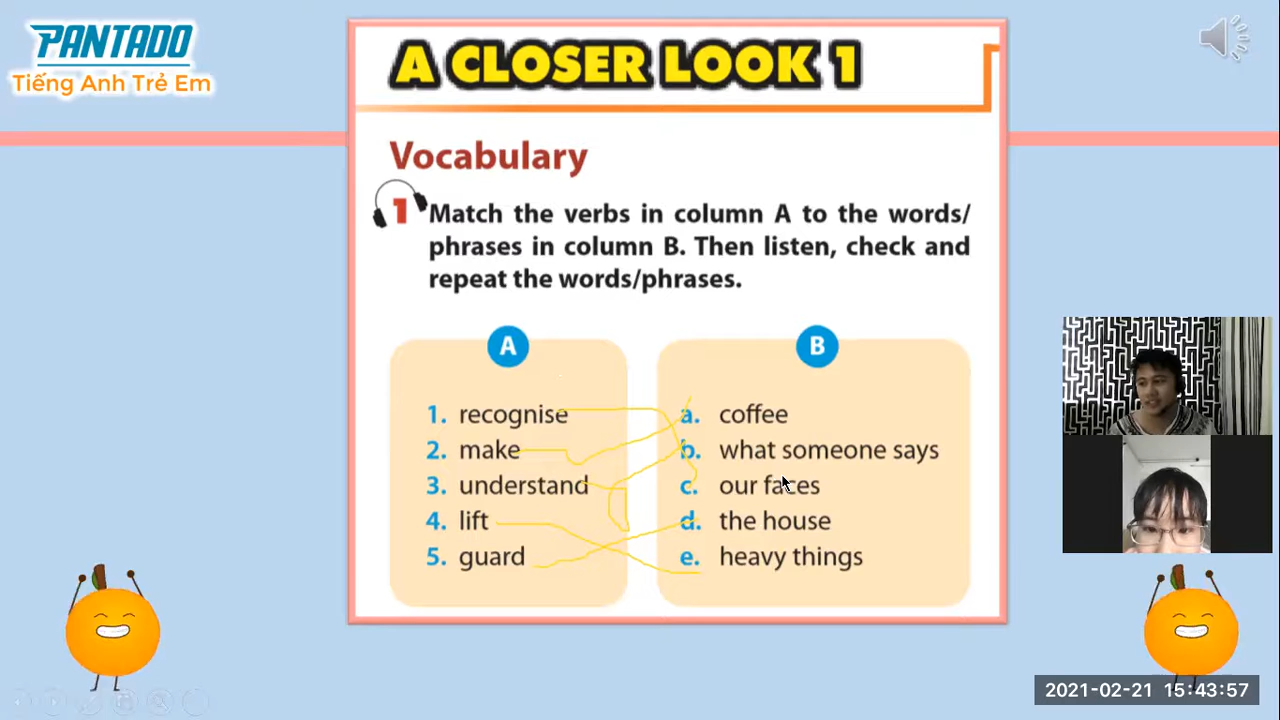 PANTADO
Tiếng Anh Trẻ Em
A CLOSER LOOK 1
Vocabulary
1 Match the verbs in column A to the words/
phrases in column B. Then listen, check and
repeat the words/phrases.
A
1. recognise
2. make
3. understand
4. lift
5. guard
B
a. coffee
b. what someone says
c. our faces
d. the house
e. heavy things
2021-02-21 15:43:57